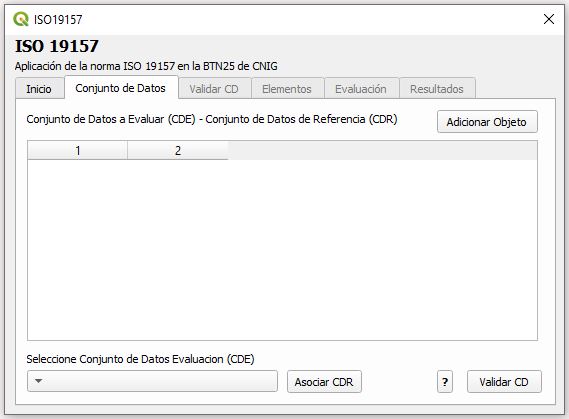 ISO19157
ISO 19157
Aplicación de la norma ISO 19157 en la BTN25 de CNIG
Inicio Conjunto de Datos Validar CD Elementos Evaluación Resultados
Conjunto de Datos a Evaluar (CDE) - Conjunto de Datos de Referencia (CDR) Adicionar Objeto
1 2
Seleccione Conjunto de Datos Evaluacion (CDE)
Asociar CDR ? Validar CD